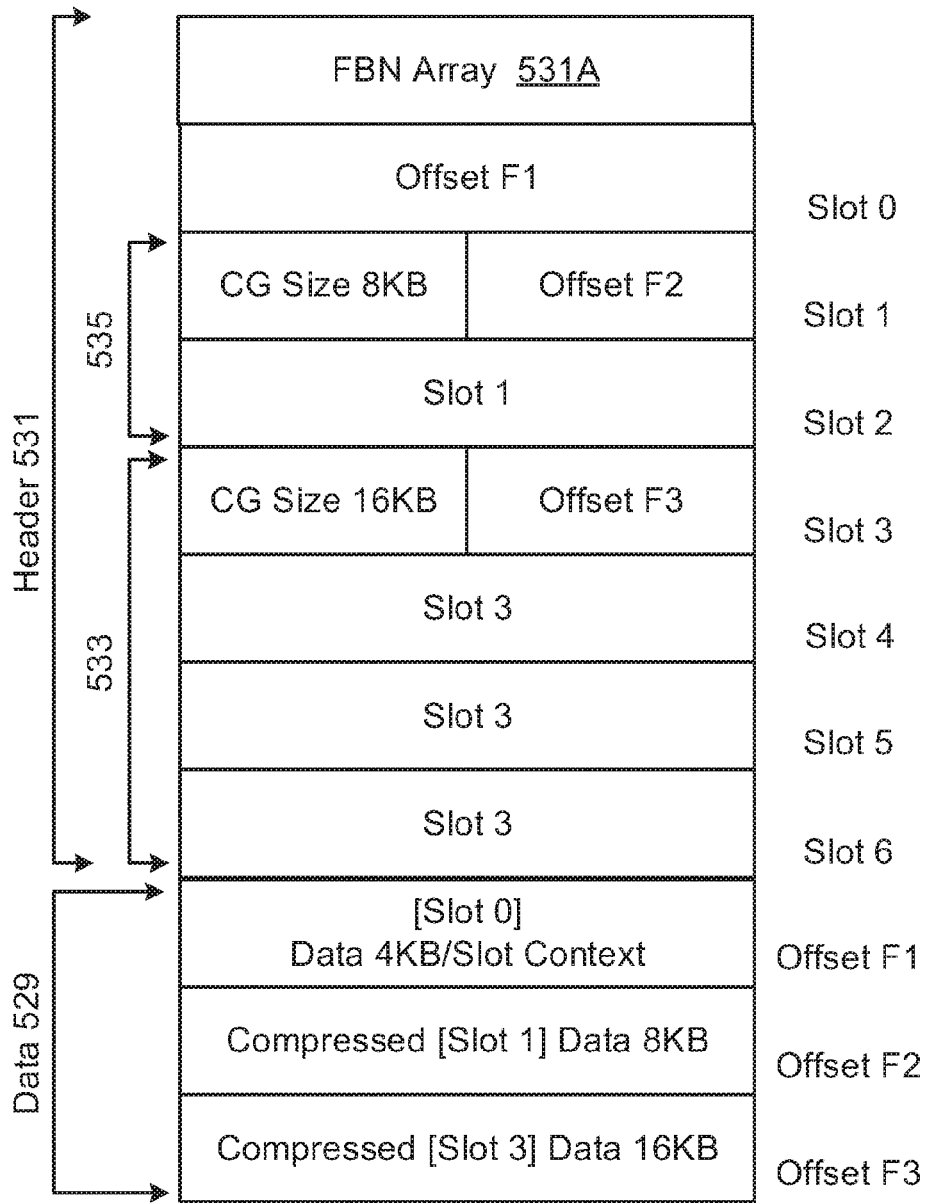 FBN Array 531A
Offset F1
Slot 0
CG Size 8KB
Offset F2
Slot 1
535
Slot 1
Slot 2
Header 531
CG Size 16KB
Offset F3
Slot 3
533
Slot 3
Slot 4
Slot 3
Slot 5
Slot 3
Slot 6
[Slot 0]
Data 4KB/Slot Context
Offset F1
Data 529
Compressed [Slot 1] Data 8KB
Offset F2
Compressed [Slot 3] Data 16KB
Offset F3